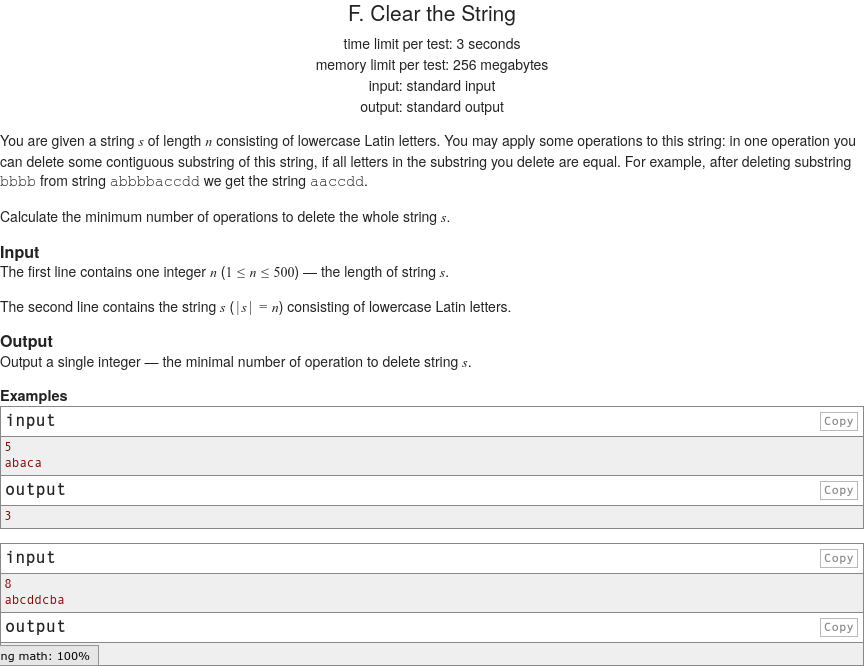 F. Clear the String
time limit per test: 3 seconds
memory limit per test: 256 megabytes
input: standard input
output: standard output
You are given a string s of length n consisting of lowercase Latin letters. You may apply some operations to this string: in one operation you
can delete some contiguous substring of this string, if all letters in the substring you delete are equal. For example, after deleting substring
bbbb from string abbbbaccdd we get the string aaccdd.
Calculate the minimum number of operations to delete the whole string s.
Input
The first line contains one integer n (1 ≤ n ≤ 500) — the length of string s.
The second line contains the string s (|s| = n) consisting of lowercase Latin letters.
Output
Output a single integer — the minimal number of operation to delete string s.
Examples
input Copy
5
abaca
output Copy
3
input Copy
8
abcddcba
output Copy
ng math: 100%